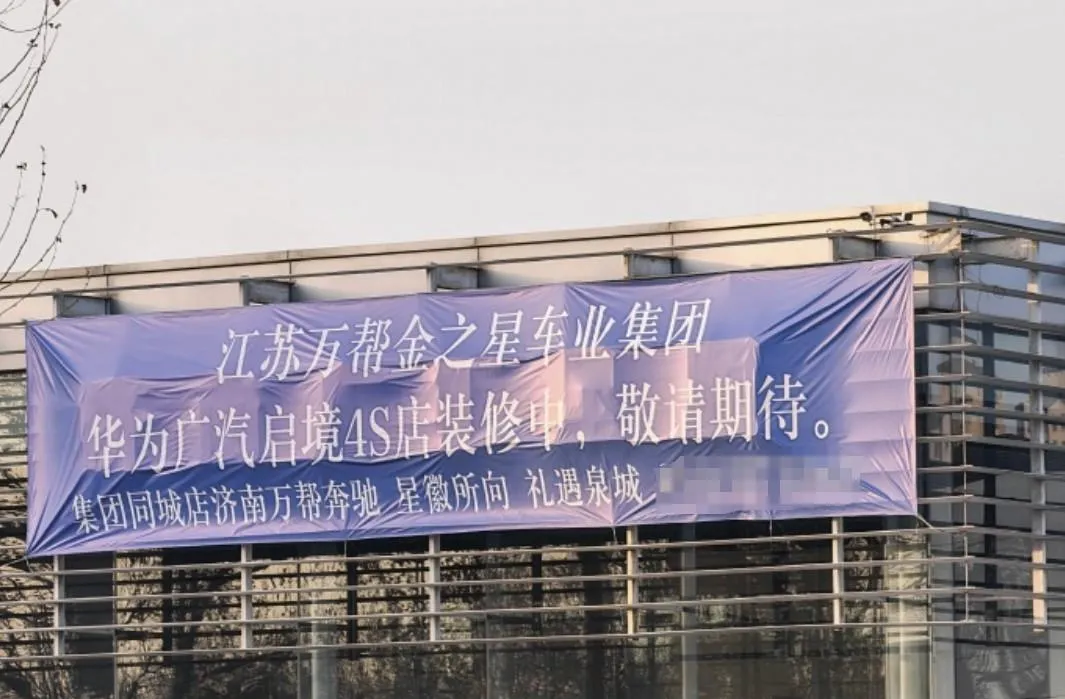 江苏万帮金之星车业集团
华为广汽启境4S店装修中，敬请期待。
集团同城店济南万帮奔驰 星徽所向 礼遇泉城